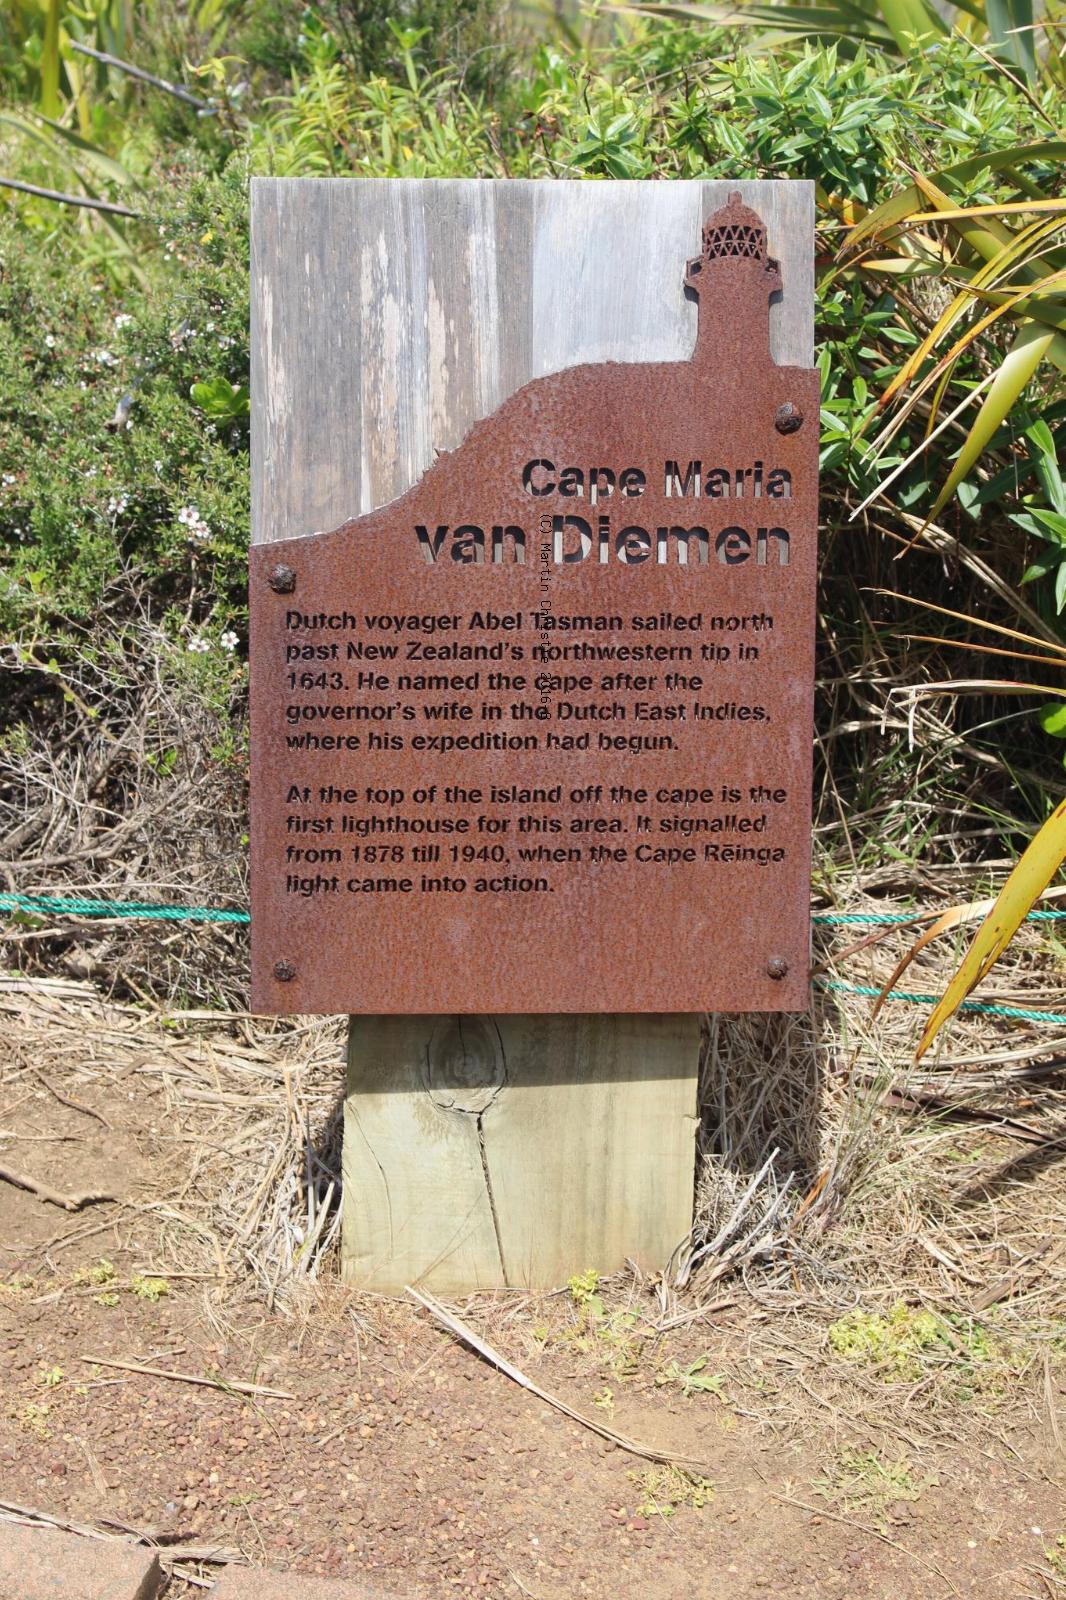 Cape Maria
van Diemen
Dutch voyager Abel Tasman sailed north
past New Zealand's northwestern tip in
1643. He named the cape after the
governor's wife in the Dutch East Indies,
where his expedition had begun.
At the top of the island off the cape is the
first lighthouse for this area. It signalled
from 1878 till 1940, when the Cape Rēinga
light came into action.
(C) Martin Christie